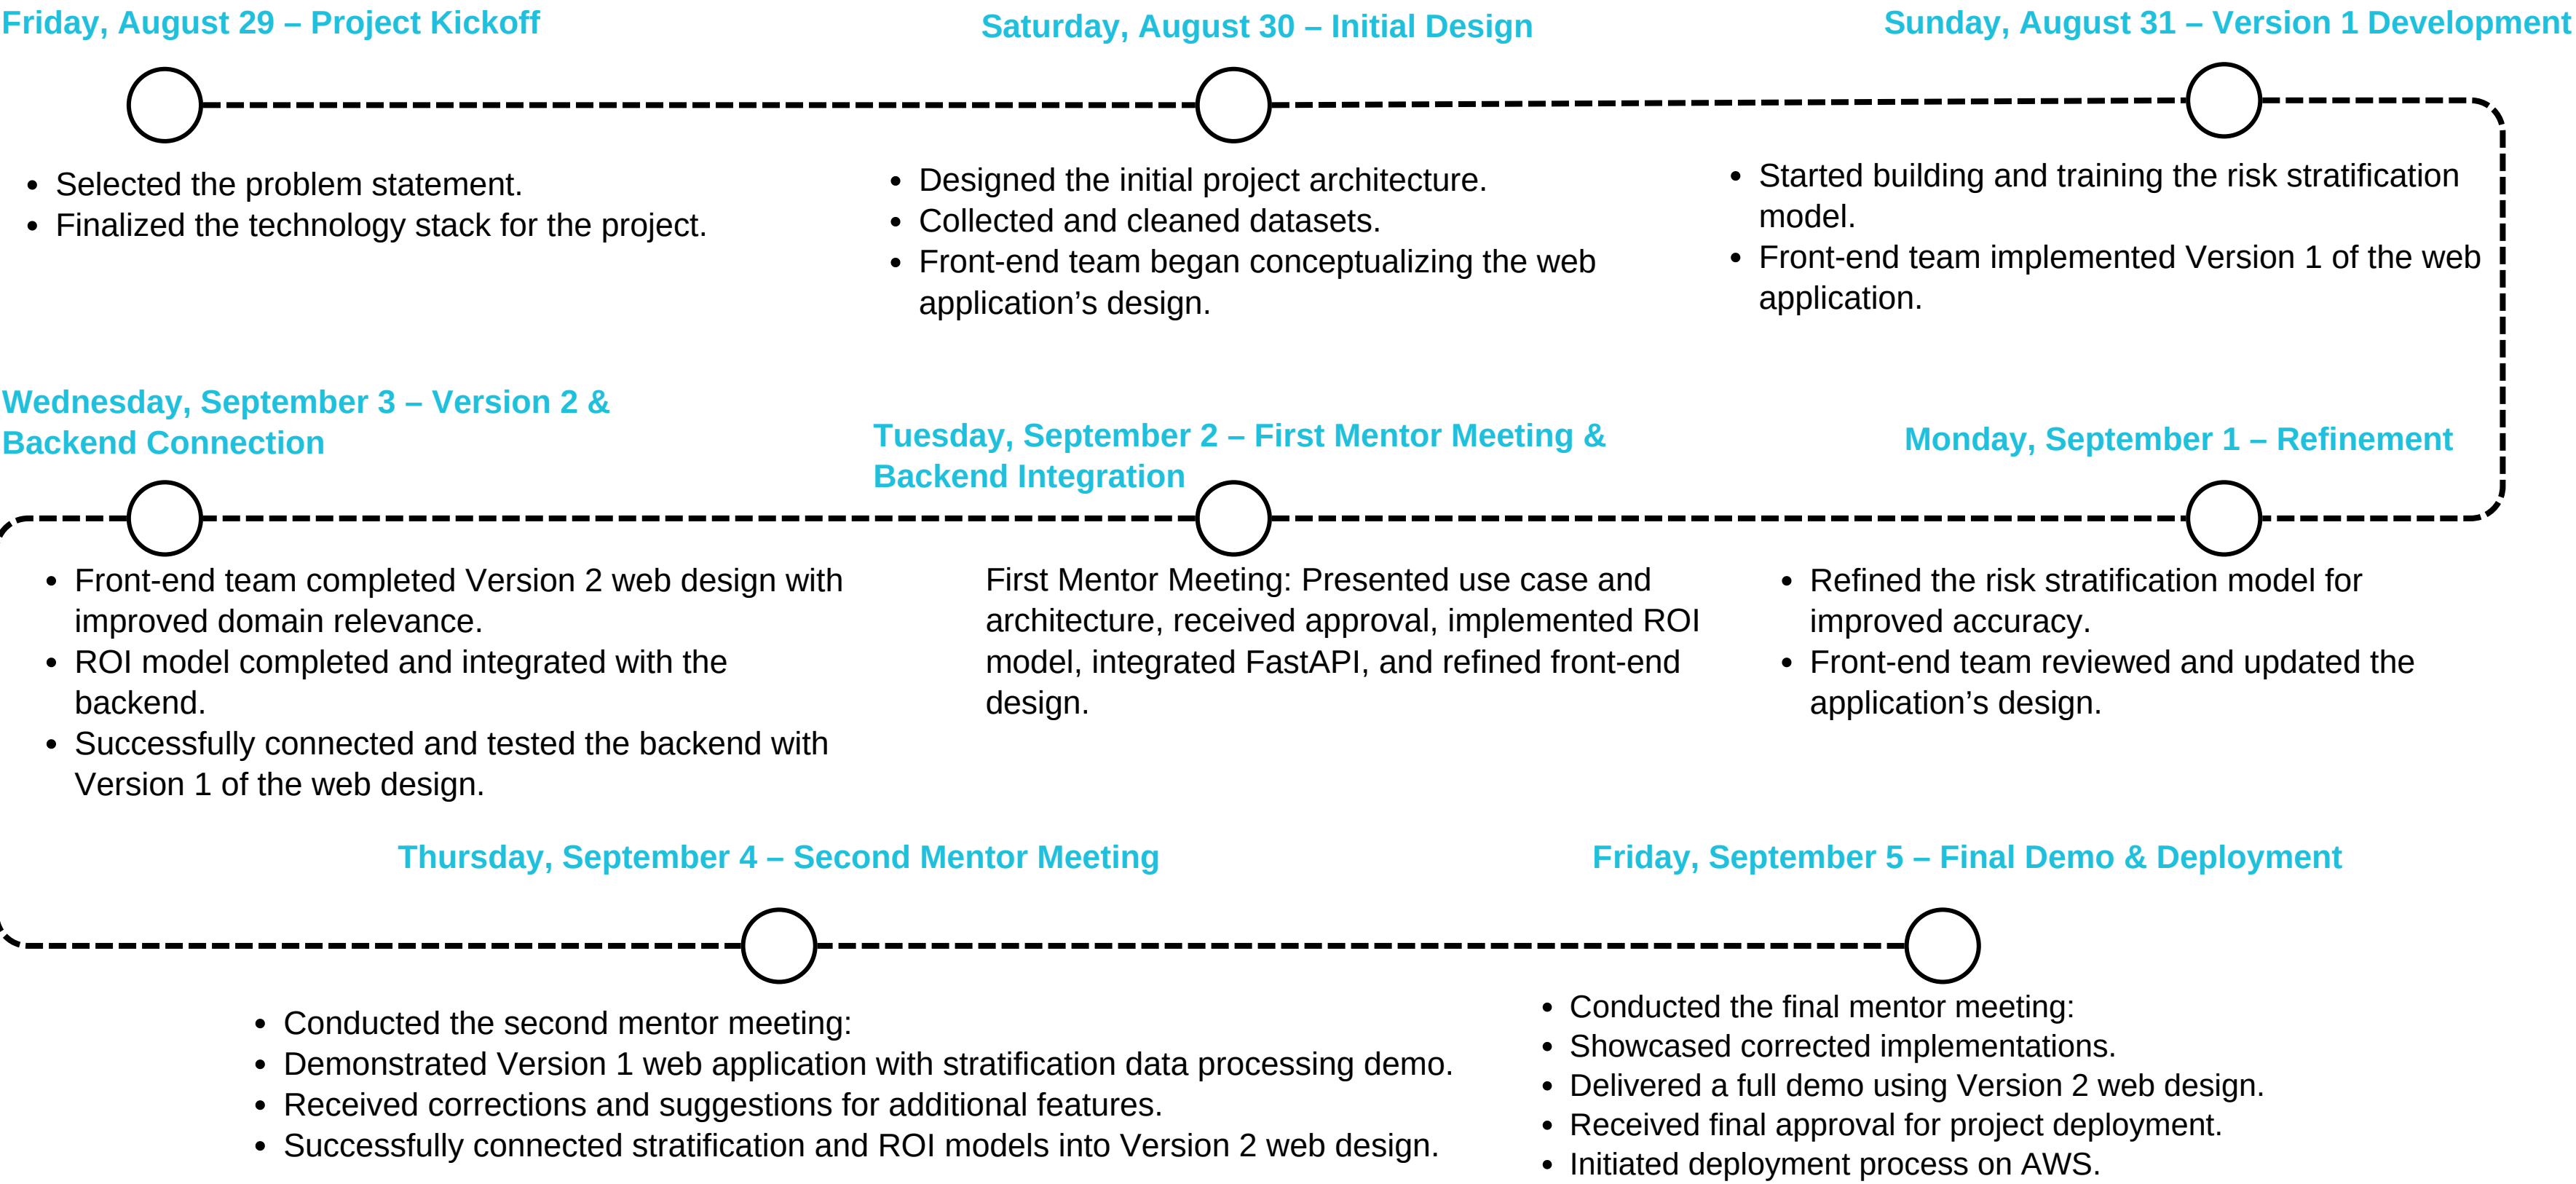 Friday, August 29 – Project Kickoff
• Selected the problem statement.
• Finalized the technology stack for the project.
Saturday, August 30 – Initial Design
• Designed the initial project architecture.
• Collected and cleaned datasets.
• Front-end team began conceptualizing the web
application’s design.
Sunday, August 31 – Version 1 Development
• Started building and training the risk stratification
model.
• Front-end team implemented Version 1 of the web
application.
Monday, September 1 – Refinement
• Refined the risk stratification model for
improved accuracy.
• Front-end team reviewed and updated the
application’s design.
Tuesday, September 2 – First Mentor Meeting &
Backend Integration
First Mentor Meeting: Presented use case and
architecture, received approval, implemented ROI
model, integrated FastAPI, and refined front-end
design.
Wednesday, September 3 – Version 2 &
Backend Connection
• Front-end team completed Version 2 web design with
improved domain relevance.
• ROI model completed and integrated with the
backend.
• Successfully connected and tested the backend with
Version 1 of the web design.
Thursday, September 4 – Second Mentor Meeting
• Conducted the second mentor meeting:
• Demonstrated Version 1 web application with stratification data processing demo.
• Received corrections and suggestions for additional features.
• Successfully connected stratification and ROI models into Version 2 web design.
Friday, September 5 – Final Demo & Deployment
• Conducted the final mentor meeting:
• Showcased corrected implementations.
• Delivered a full demo using Version 2 web design.
• Received final approval for project deployment.
• Initiated deployment process on AWS.